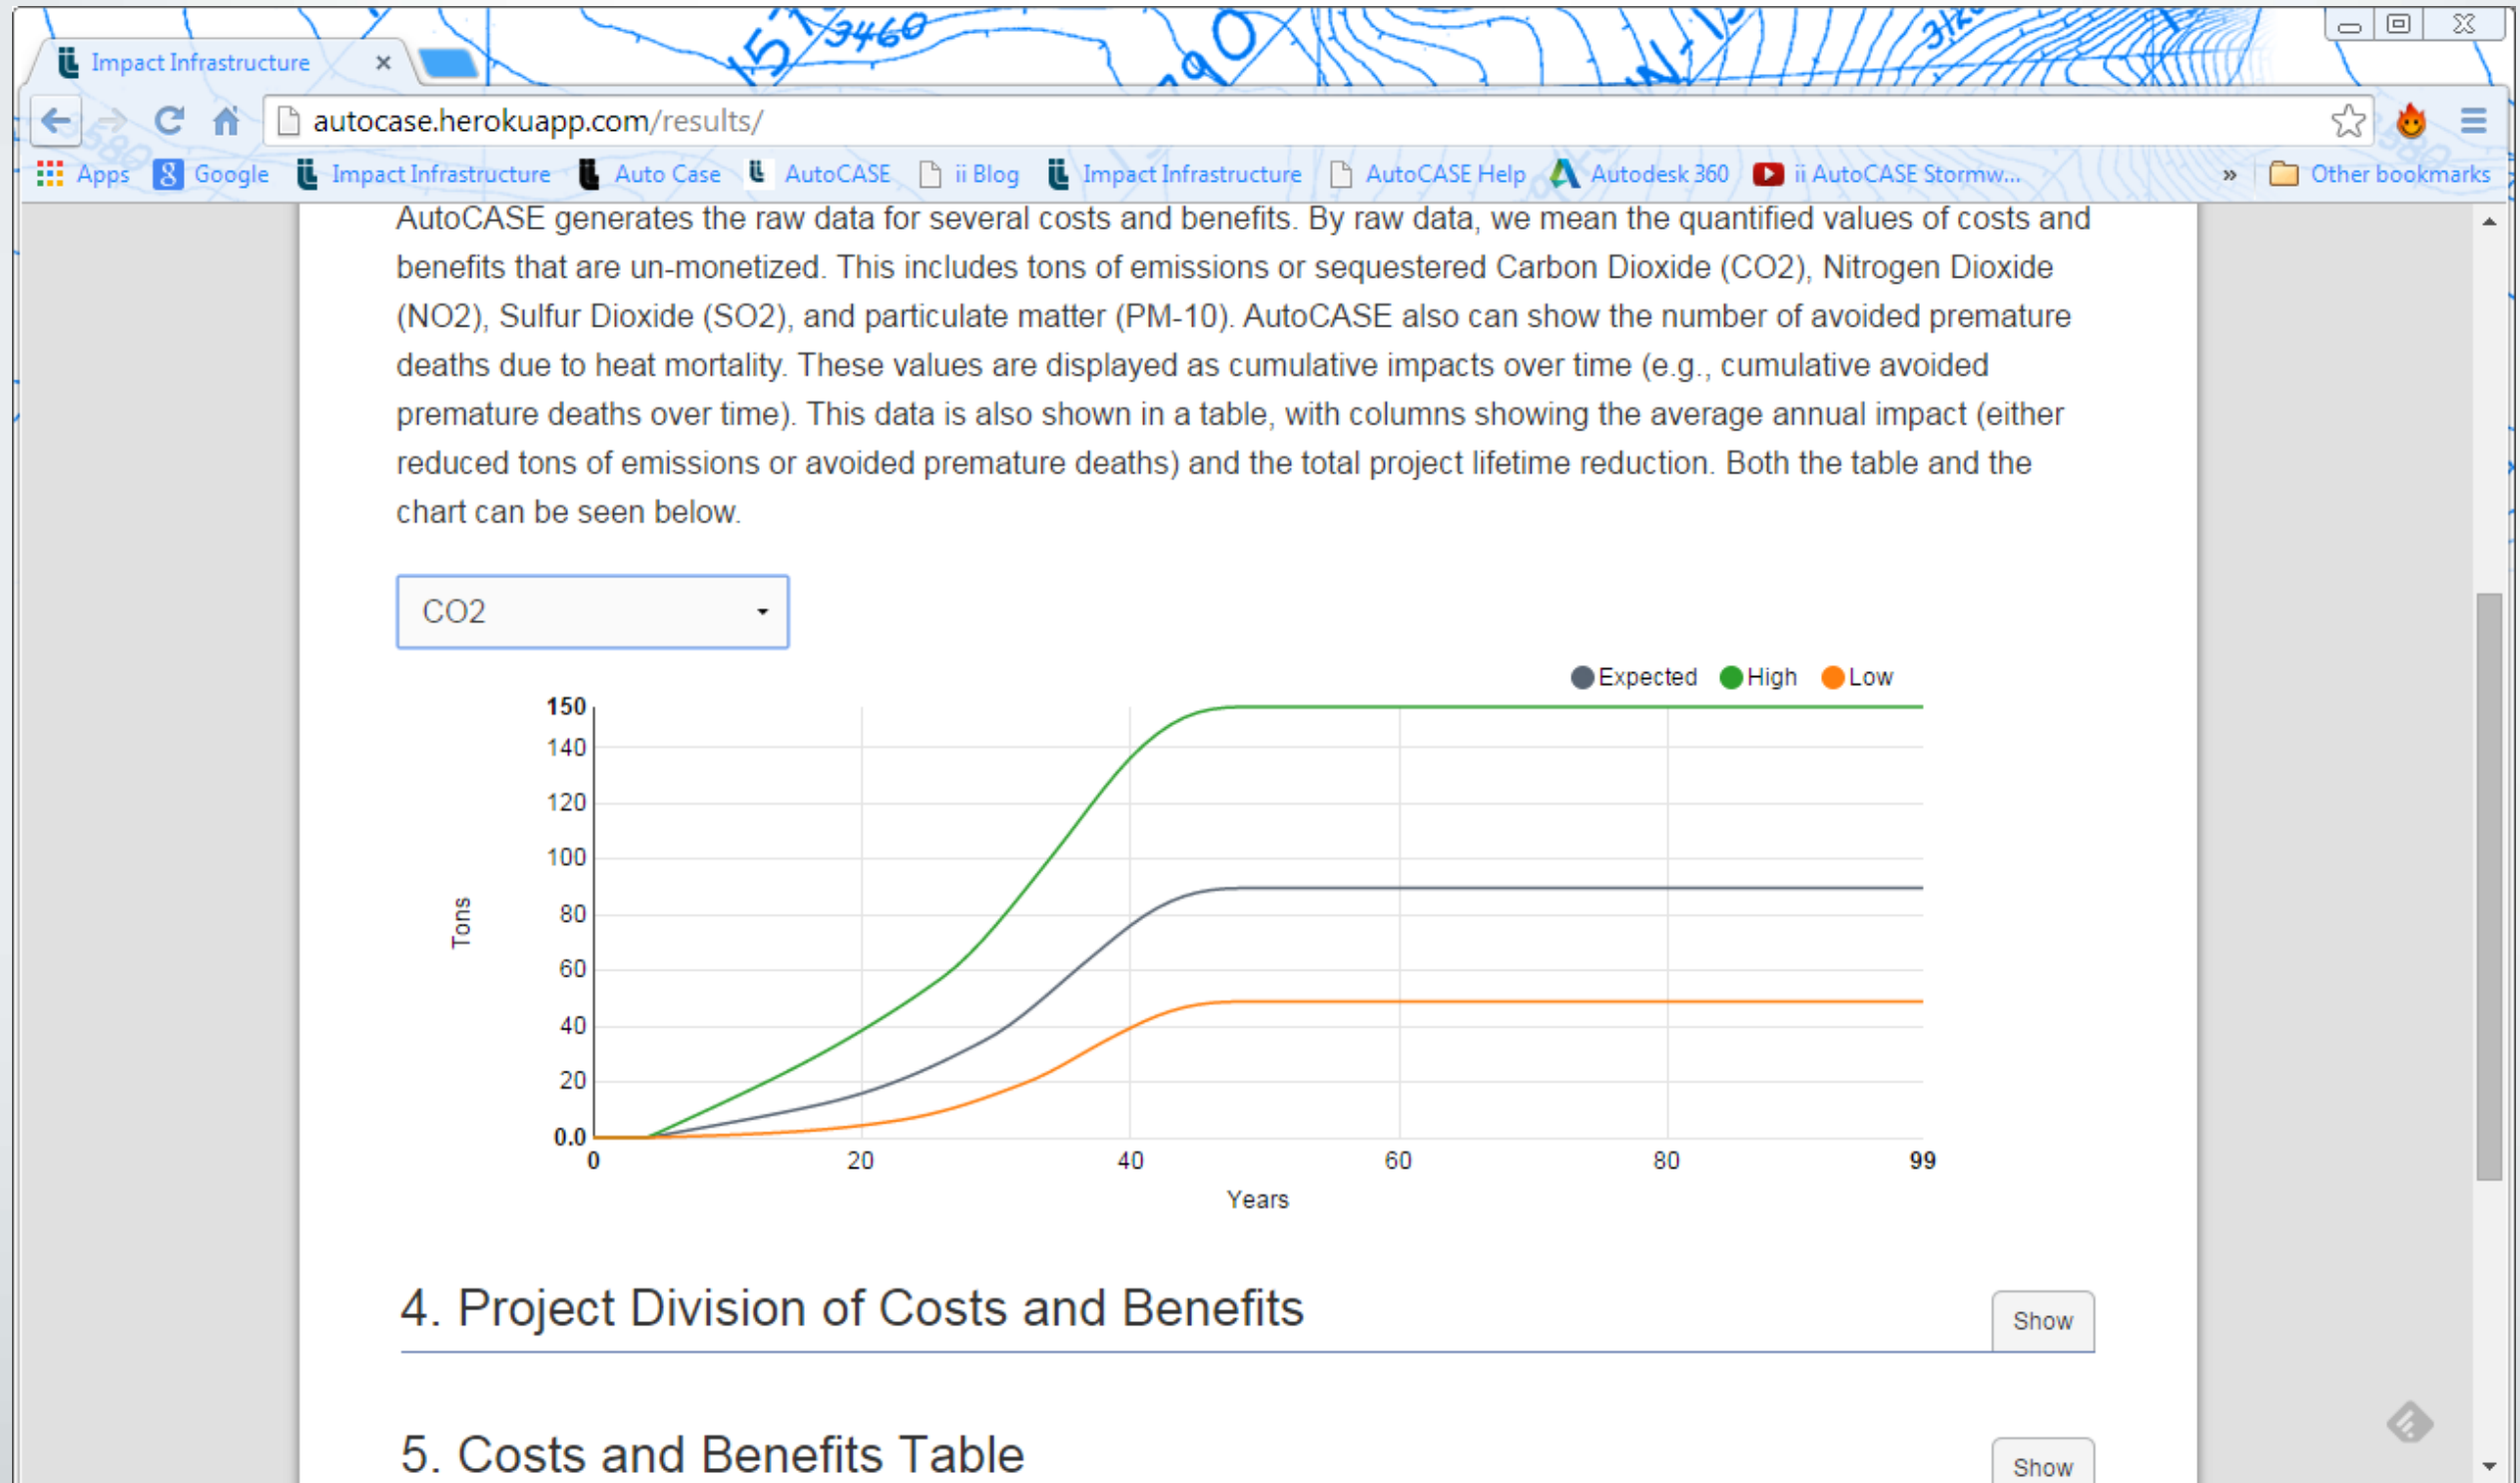 3460
790
Impact Infrastructure
autocase.herokuapp.com/results/
Apps Google Impact Infrastructure Auto Case AutoCASE ii Blog Impact Infrastructure AutoCASE Help Autodesk 360 ii AutoCASE Stormw... » Other bookmarks
AutoCASE generates the raw data for several costs and benefits. By raw data, we mean the quantified values of costs and
benefits that are un-monetized. This includes tons of emissions or sequestered Carbon Dioxide (CO2), Nitrogen Dioxide
(NO2), Sulfur Dioxide (SO2), and particulate matter (PM-10). AutoCASE also can show the number of avoided premature
deaths due to heat mortality. These values are displayed as cumulative impacts over time (e.g., cumulative avoided
premature deaths over time). This data is also shown in a table, with columns showing the average annual impact (either
reduced tons of emissions or avoided premature deaths) and the total project lifetime reduction. Both the table and the
chart can be seen below.
CO2
Expected High Low
150
140
120
100
80
60
40
20
0.0
Tons
0 20 40 60 80 99
Years
4. Project Division of Costs and Benefits
Show
5. Costs and Benefits Table
Show